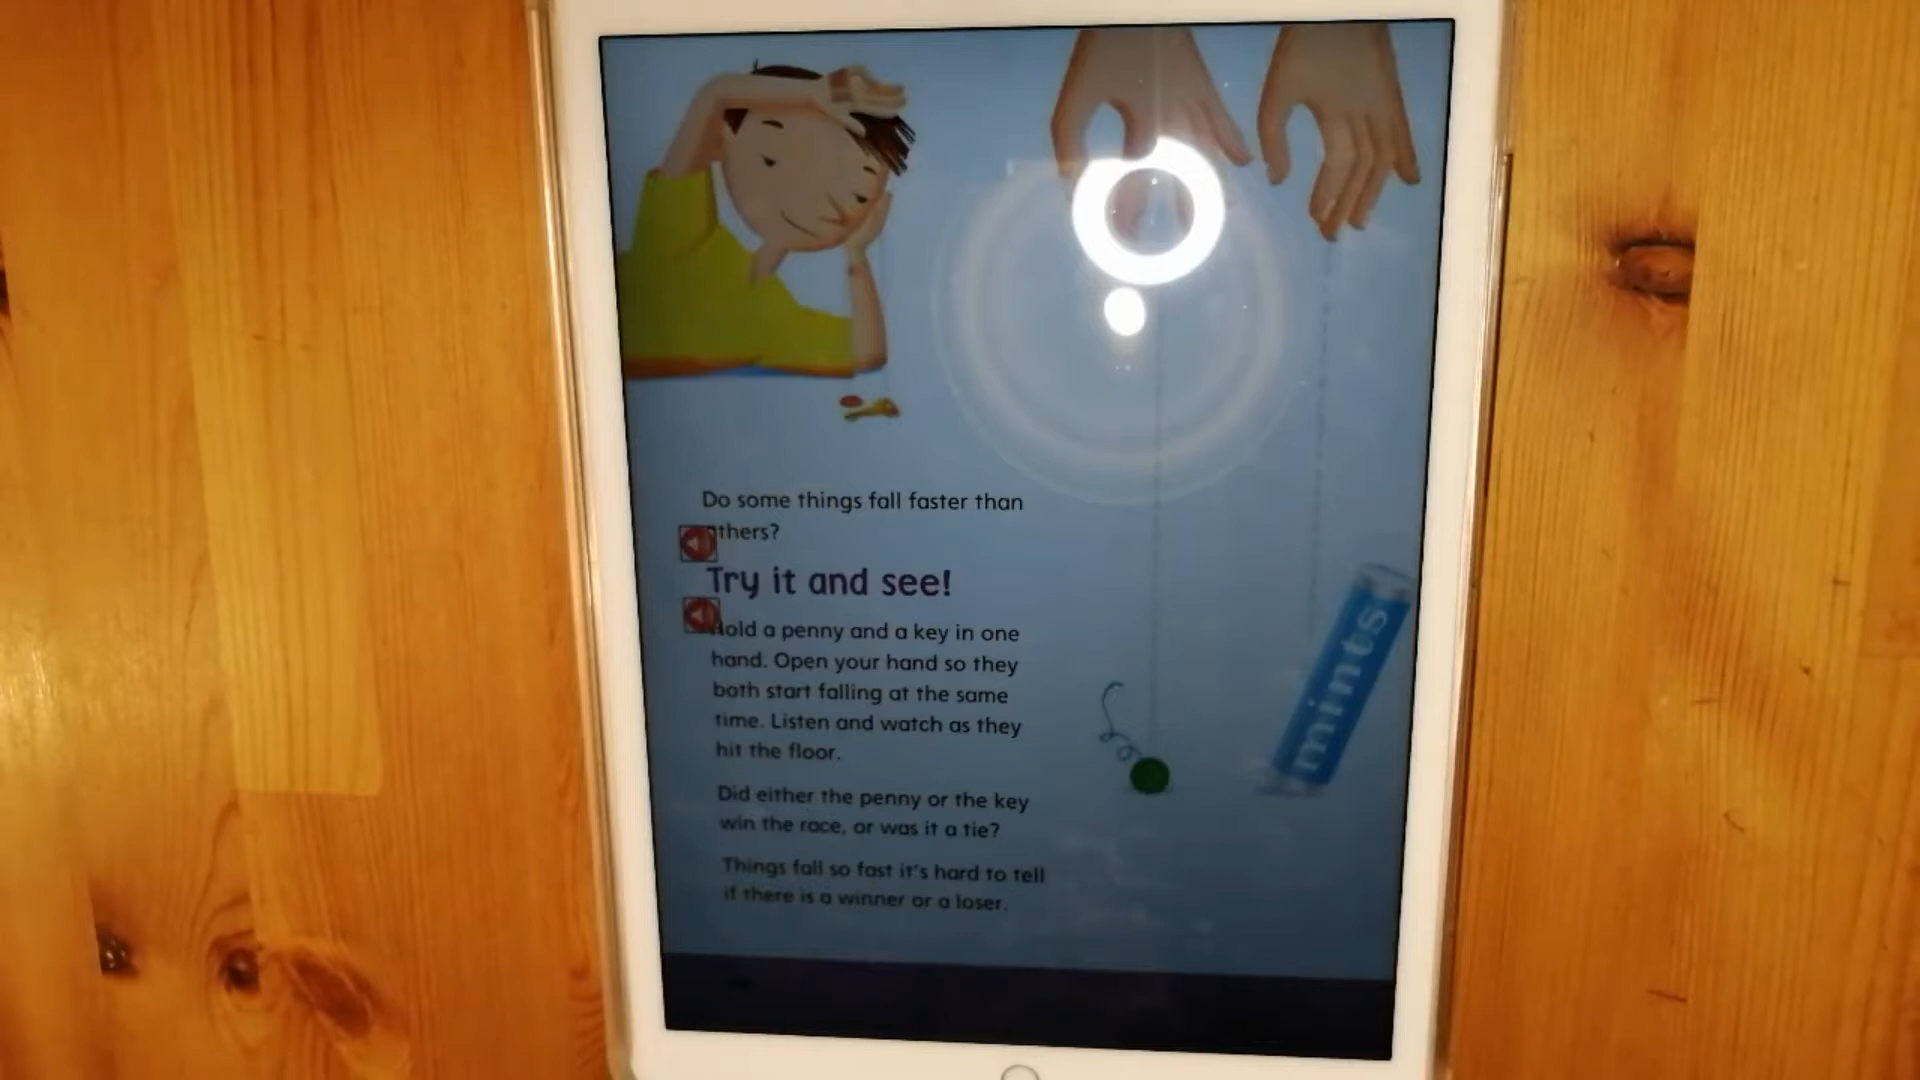 Do some things fall faster than
others?
Try it and see!
Hold a penny and a key in one
hand. Open your hand so they
both start falling at the same
time. Listen and watch as they
hit the floor.
Did either the penny or the key
win the race, or was it a tie?
Things fall so fast it's hard to tell
if there is a winner or a loser.
mints